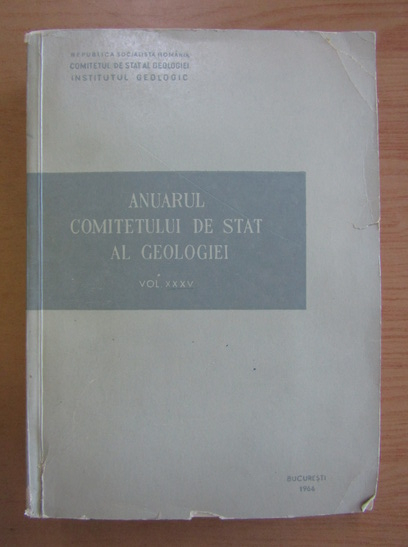 REPUBLICA SOCIALISTĂ ROMÂNIA
COMITETUL DE STAT AL GEOLOGIEI
INSTITUTUL GEOLOGIC
ANUARUL
COMITETULUI DE STAT
AL GEOLOGIEI
VOL. XXXV
BUCUREȘTI
1966